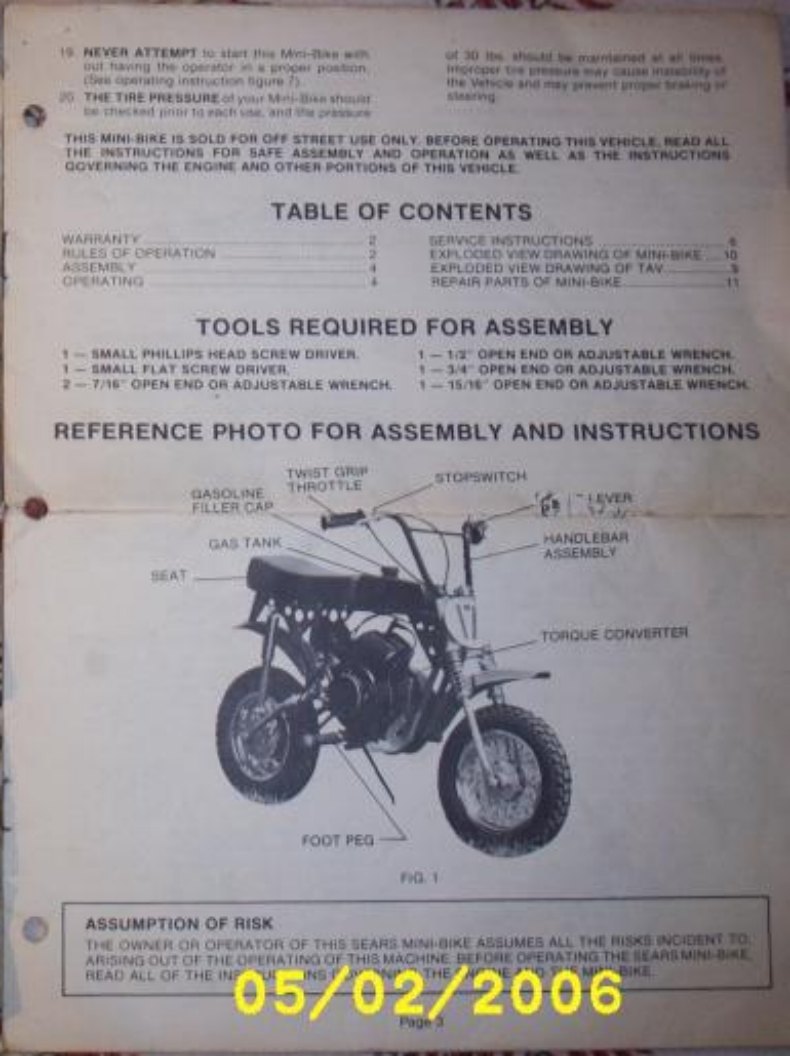 19. NEVER ATTEMPT to start this Mini-Bike with
out having the operator in a proper position.
(See operating instruction figure 7).
20. THE TIRE PRESSURE of your Mini-Bike should
be checked prior to each use, and the pressure
of 30 lbs. should be maintained at all times.
Improper tire pressure may cause instability of
the Vehicle and may prevent proper braking or
steering.
THIS MINI-BIKE IS SOLD FOR OFF STREET USE ONLY. BEFORE OPERATING THIS VEHICLE, READ ALL
THE INSTRUCTIONS FOR SAFE ASSEMBLY AND OPERATION AS WELL AS THE INSTRUCTIONS
GOVERNING THE ENGINE AND OTHER PORTIONS OF THIS VEHICLE.
TABLE OF CONTENTS
WARRANTY 2
RULES OF OPERATION 2
ASSEMBLY 4
OPERATING 4
SERVICE INSTRUCTIONS 6
EXPLODED VIEW DRAWING OF MINI-BIKE 10
EXPLODED VIEW DRAWING OF TAV 9
REPAIR PARTS OF MINI-BIKE 11
TOOLS REQUIRED FOR ASSEMBLY
1 — SMALL PHILLIPS HEAD SCREW DRIVER.
1 — SMALL FLAT SCREW DRIVER.
2 — 7/16" OPEN END OR ADJUSTABLE WRENCH.
1 — 1/2" OPEN END OR ADJUSTABLE WRENCH.
1 — 3/4" OPEN END OR ADJUSTABLE WRENCH.
1 — 15/16" OPEN END OR ADJUSTABLE WRENCH.
REFERENCE PHOTO FOR ASSEMBLY AND INSTRUCTIONS
TWIST GRIP
THROTTLE
STOPSWITCH
GASOLINE
FILLER CAP
LEVER
GAS TANK
HANDLEBAR
ASSEMBLY
SEAT
TORQUE CONVERTER
FOOT PEG
FIG. 1
ASSUMPTION OF RISK
THE OWNER OR OPERATOR OF THIS SEARS MINI-BIKE ASSUMES ALL THE RISKS INCIDENT TO,
ARISING OUT OF THE OPERATING OF THIS MACHINE. BEFORE OPERATING THE SEARS MINI-BIKE,
READ ALL OF THE INSTRUCTIONS GOVERNING THE ENGINE AND THE MINI-BIKE.
05/02/2006
Page 3